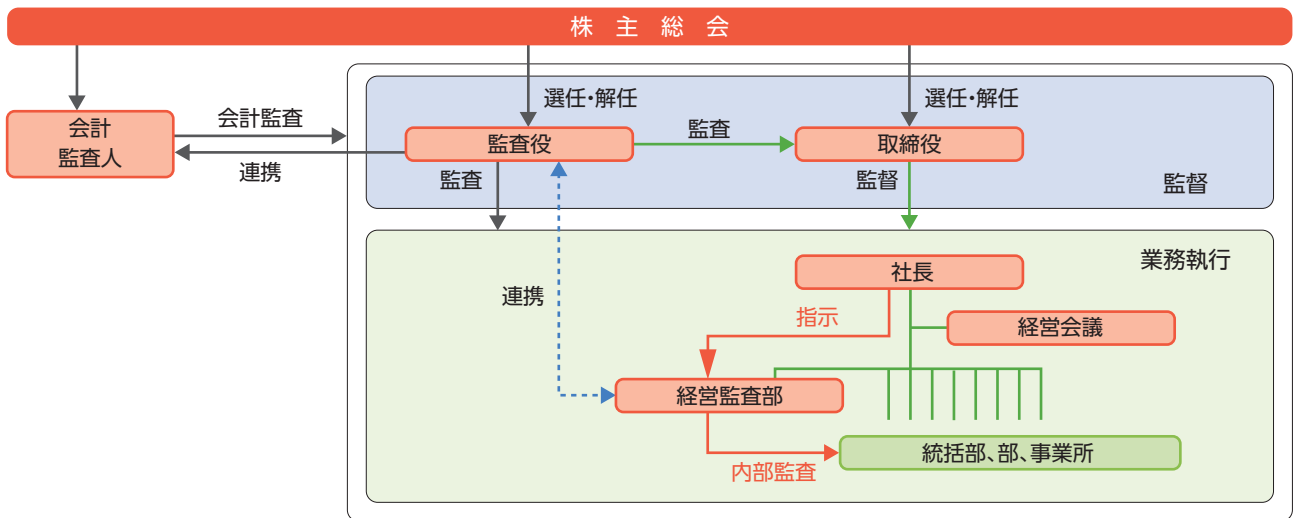 株主総会
選任・解任
選任・解任
会計
監査人
会計監査
連携
監査役
監査
取締役
監査
監督
監督
業務執行
社長
連携
指示
経営会議
経営監査部
内部監査
統括部、部、事業所